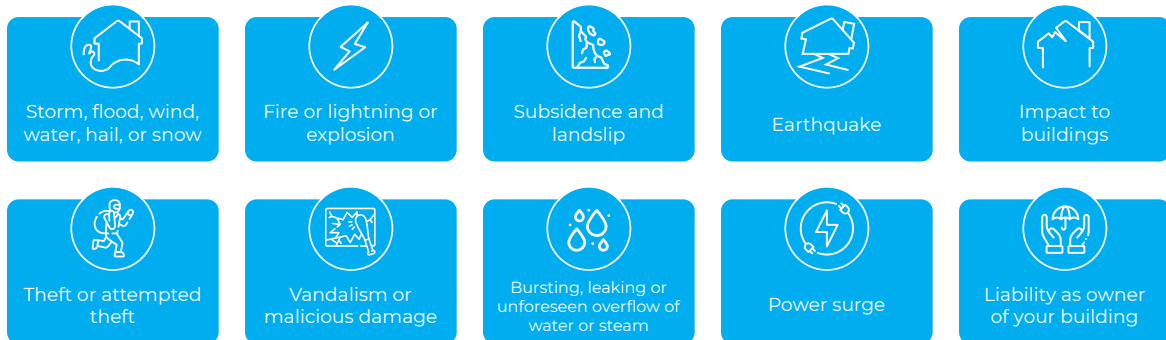 Storm, flood, wind,
water, hail, or snow
Fire or lightning or
explosion
Subsidence and
landslip
Earthquake
Impact to
buildings
Theft or attempted
theft
Vandalism or
malicious damage
Bursting, leaking or
unforeseen overflow of
water or steam
Power surge
Liability as owner
of your building